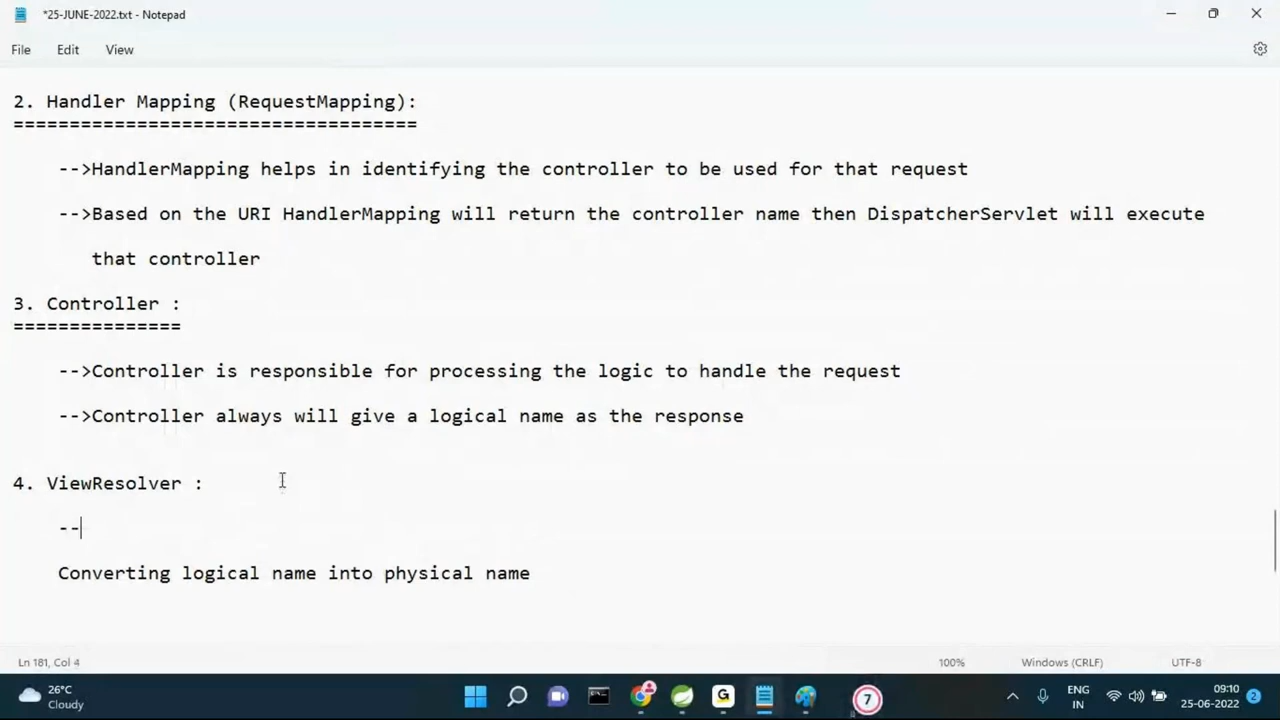 *25-JUNE-2022.txt - Notepad
File Edit View
2. Handler Mapping (RequestMapping):
====================================
-->HandlerMapping helps in identifying the controller to be used for that request
-->Based on the URI HandlerMapping will return the controller name then DispatcherServlet will execute
that controller
3. Controller :
===============
-->Controller is responsible for processing the logic to handle the request
-->Controller always will give a logical name as the response
4. ViewResolver :
--
Converting logical name into physical name
Ln 181, Col 4 100% Windows (CRLF) UTF-8
26°C
Cloudy
G
7
ENG
IN
09:10
25-06-2022
2